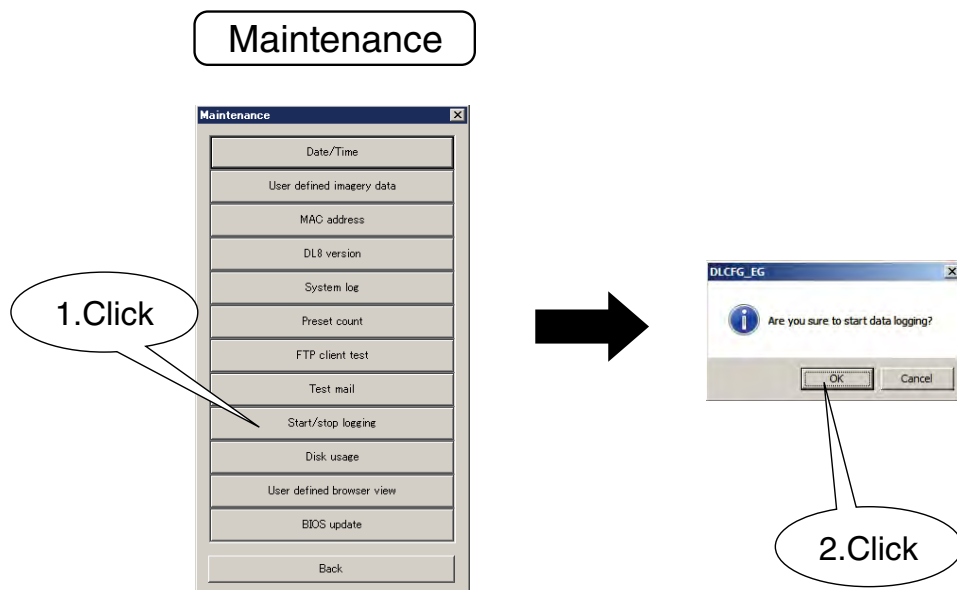 Maintenance
Maintenance
Date/Time
User defined imagery data
MAC address
DL8 version
System log
Preset count
FTP client test
Test mail
Start/stop logging
Disk usage
User defined browser view
BIOS update
Back
1.Click
DLCFG_EG
Are you sure to start data logging?
OK
Cancel
2.Click